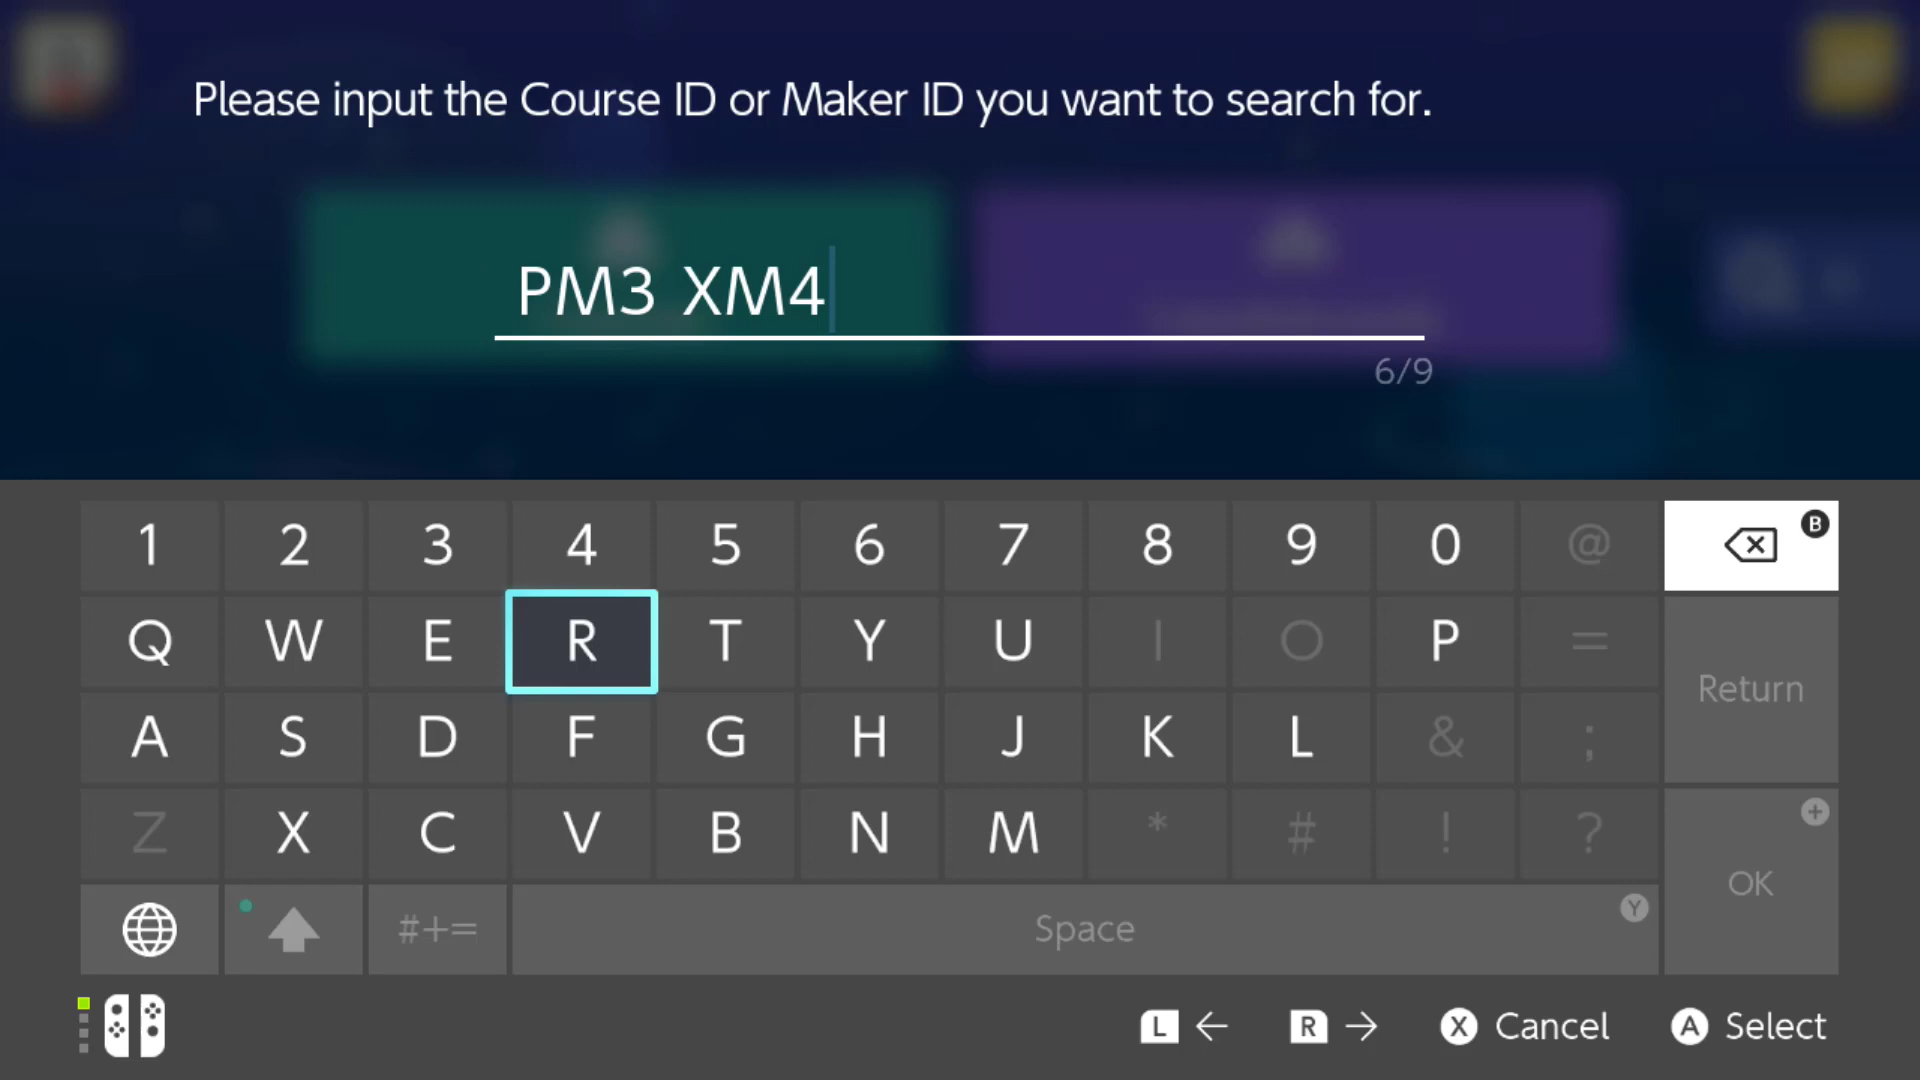 Please input the Course ID or Maker ID you want to search for.
PM3 XM4
6/9
1 2 3 4 5 6 7 8 9 0 @ B
Q W E R T Y U I O P =
Return
A S D F G H J K L & ;
Z X C V B N M * # ! ? +
OK
#+= Space Y
L ← R → X Cancel A Select